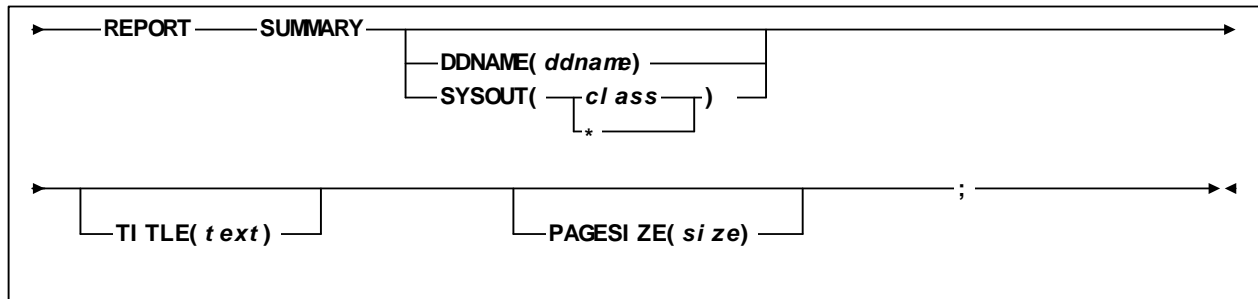 REPORT SUMMARY
DDNAME(ddname)
SYSOUT( class )
*
;
TITLE(text) PAGESIZE(size)